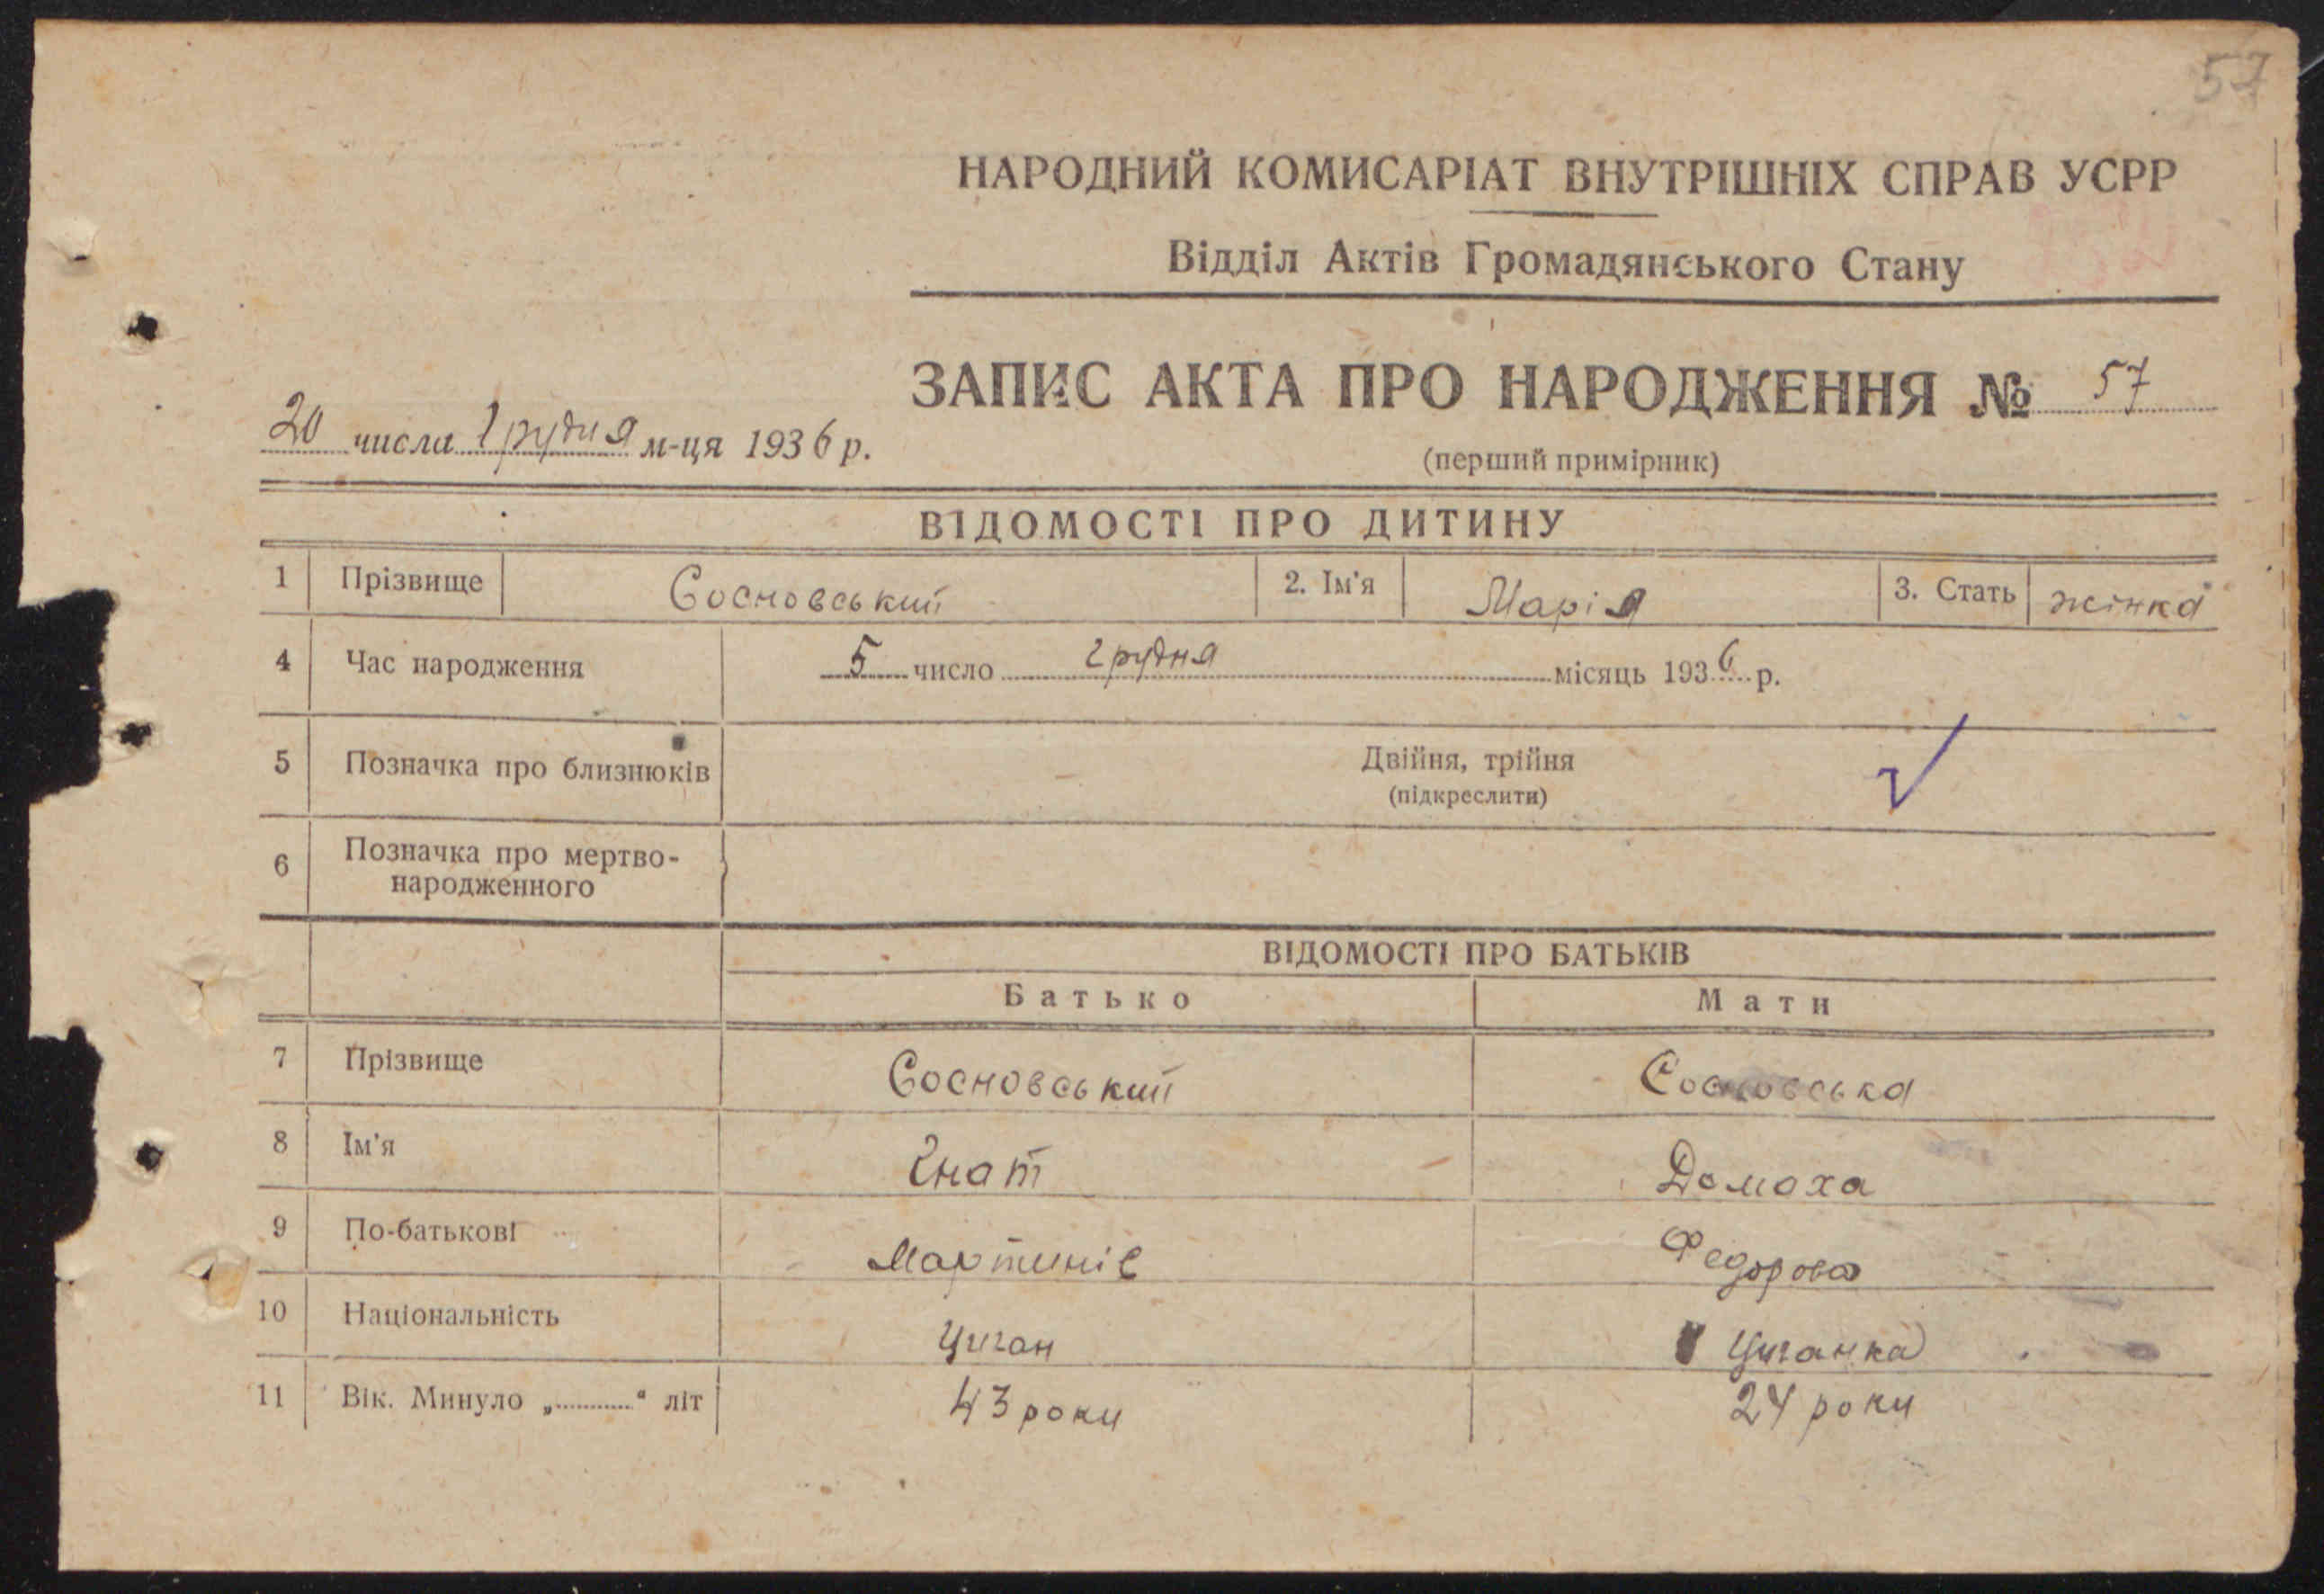 57
НАРОДНИЙ КОМИСАРІАТ ВНУТРІШНІХ СПРАВ УСРР
Відділ Актів Громадянського Стану
ЗАПИС АКТА ПРО НАРОДЖЕННЯ № 57
20 числа грудня м-ця 1936 р.
(перший примірник)
ВІДОМОСТІ ПРО ДИТИНУ
1 Прізвище Сосновський 2. Ім'я Марія 3. Стать жінка
4 Час народження 5 число грудня місяць 1936 р.
5 Позначка про близнюків Двійня, трійня
(підкреслити)
6 Позначка про мертво-
народженного
ВІДОМОСТІ ПРО БАТЬКІВ
Батько Мати
7 Прізвище Сосновський Сосновська
8 Ім'я Гнат Домаха
9 По-батькові Мартинів Федорова
10 Національність Циган Циганка
11 Вік. Минуло „............“ літ 43 роки 24 роки